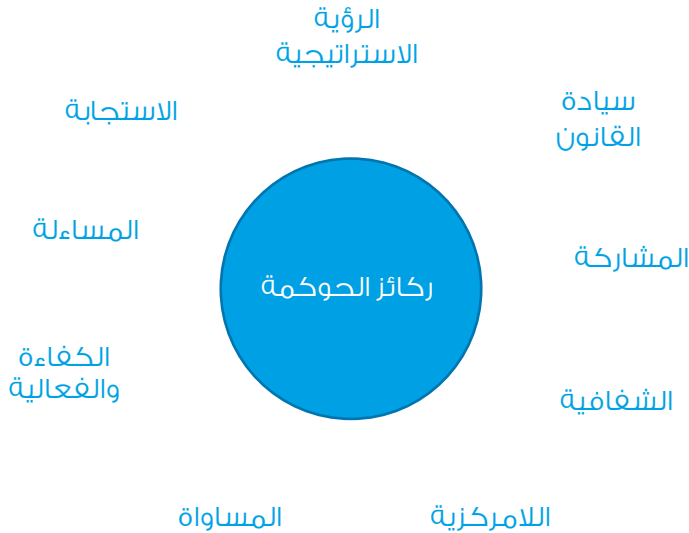 الرؤية
الاستراتيجية
سيادة
القانون
المشاركة
الشفافية
اللامركزية
المساواة
الكفاءة
والفعالية
المساءلة
الاستجابة
ركائز الحوكمة